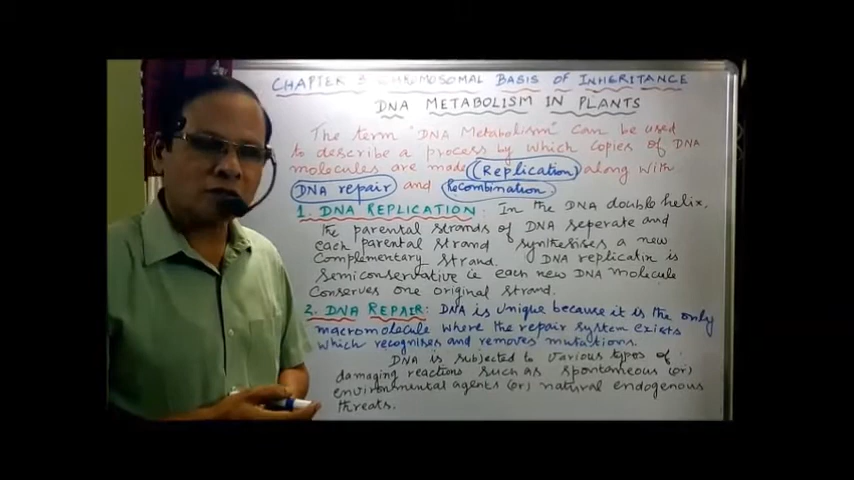 CHAPTER 3 CHROMOSOMAL BASIS OF INHERITANCE
DNA METABOLISM IN PLANTS
The term "DNA Metabolism" can be used
to describe a process by which copies of DNA
molecules are made (Replication) along with
DNA repair and Recombination
1. DNA REPLICATION: In the DNA double helix,
the parental strands of DNA seperate and
each parental strand synthesises a new
Complementary strand. DNA replicatin is
Semiconservative ie each new DNA molecule
Conserves one original strand.
2. DNA REPAIR: DNA is unique because it is the only
macromolecule where the repair system exists
which recognises and removes mutations.
DNA is subjected to various types of
damaging reactions such as spontaneous (or)
environmental agents (or) natural endogenous
threats.